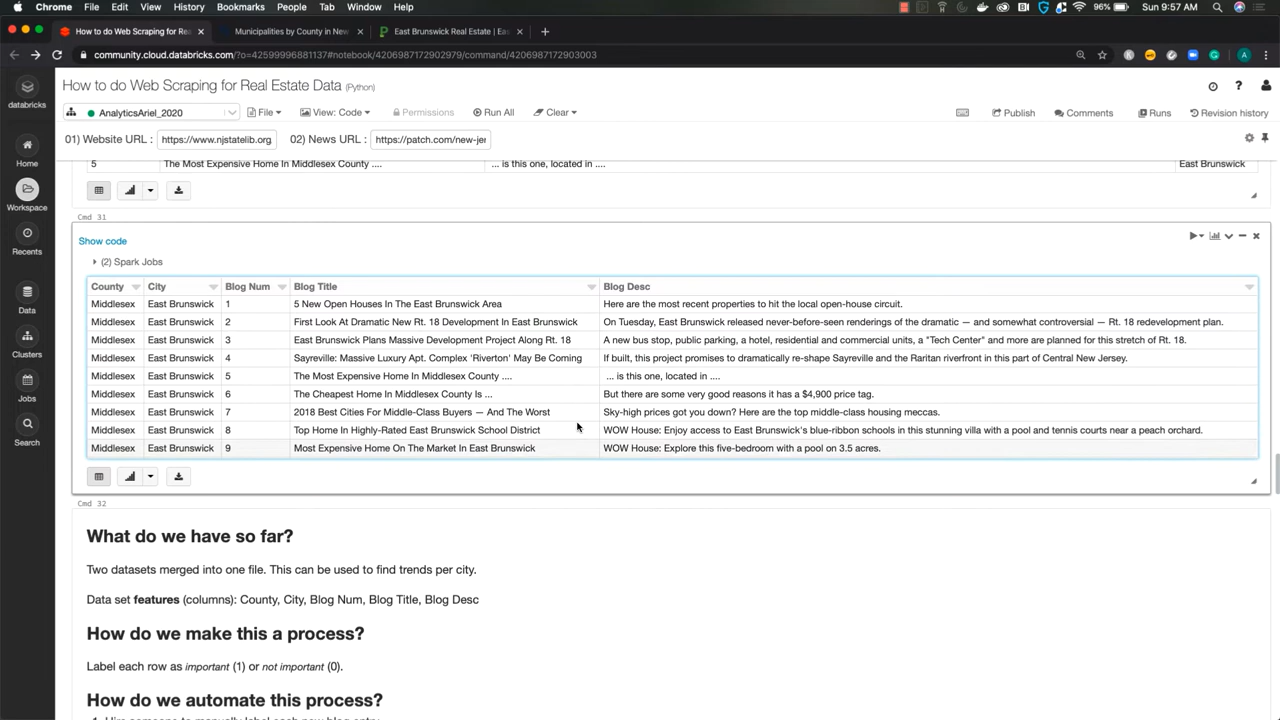 Chrome File Edit View History Bookmarks People Tab Window Help 96% Sun 9:57 AM
How to do Web Scraping for Rea × Municipalities by County in New × East Brunswick Real Estate | Eas × +
community.cloud.databricks.com/?o=42599996881137#notebook/4206987172902979/command/4206987172903003
How to do Web Scraping for Real Estate Data (Python)
databricks
AnalyticsAriel_2020 File View: Code Permissions Run All Clear Publish Comments Runs Revision history
01) Website URL : https://www.njstatelib.org 02) News URL : https://patch.com/new-jer
Home
Workspace
Recents
Data
Clusters
Jobs
Search
5 The Most Expensive Home In Middlesex County .... ... is this one, located in .... East Brunswick
Cmd 31
Show code
(2) Spark Jobs
County City Blog Num Blog Title Blog Desc
Middlesex East Brunswick 1 5 New Open Houses In The East Brunswick Area Here are the most recent properties to hit the local open-house circuit.
Middlesex East Brunswick 2 First Look At Dramatic New Rt. 18 Development In East Brunswick On Tuesday, East Brunswick released never-before-seen renderings of the dramatic — and somewhat controversial — Rt. 18 redevelopment plan.
Middlesex East Brunswick 3 East Brunswick Plans Massive Development Project Along Rt. 18 A new bus stop, public parking, a hotel, residential and commercial units, a "Tech Center" and more are planned for this stretch of Rt. 18.
Middlesex East Brunswick 4 Sayreville: Massive Luxury Apt. Complex 'Riverton' May Be Coming If built, this project promises to dramatically re-shape Sayreville and the Raritan riverfront in this part of Central New Jersey.
Middlesex East Brunswick 5 The Most Expensive Home In Middlesex County .... ... is this one, located in ....
Middlesex East Brunswick 6 The Cheapest Home In Middlesex County Is ... But there are some very good reasons it has a $4,900 price tag.
Middlesex East Brunswick 7 2018 Best Cities For Middle-Class Buyers — And The Worst Sky-high prices got you down? Here are the top middle-class housing meccas.
Middlesex East Brunswick 8 Top Home In Highly-Rated East Brunswick School District WOW House: Enjoy access to East Brunswick's blue-ribbon schools in this stunning villa with a pool and tennis courts near a peach orchard.
Middlesex East Brunswick 9 Most Expensive Home On The Market In East Brunswick WOW House: Explore this five-bedroom with a pool on 3.5 acres.
Cmd 32
What do we have so far?
Two datasets merged into one file. This can be used to find trends per city.
Data set features (columns): County, City, Blog Num, Blog Title, Blog Desc
How do we make this a process?
Label each row as important (1) or not important (0).
How do we automate this process?
1. Hire someone to manually label each new blog entry